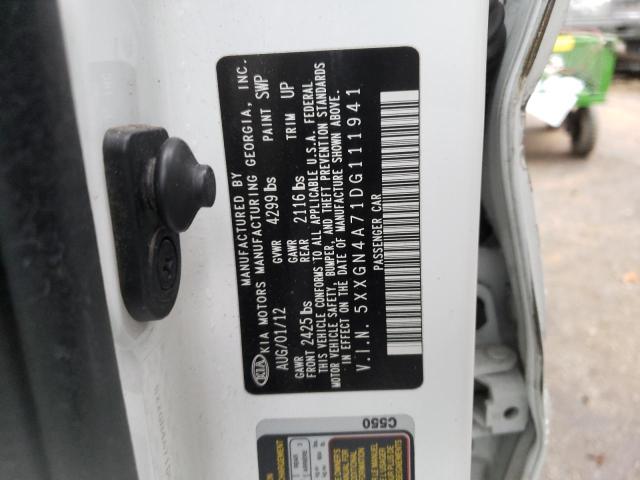 MANUFACTURED BY
KIA KIA MOTORS MANUFACTURING GEORGIA, INC.
AUG/01/12 GVWR 4299 lbs PAINT SWP
GAWR FRONT 2425 lbs GAWR REAR 2116 lbs TRIM UP
THIS VEHICLE CONFORMS TO ALL APPLICABLE U.S.A. FEDERAL
MOTOR VEHICLE SAFETY, BUMPER, AND THEFT PREVENTION STANDARDS
IN EFFECT ON THE DATE OF MANUFACTURE SHOWN ABOVE.
V.I.N. 5XXGN4A71DG111941
PASSENGER CAR
C550